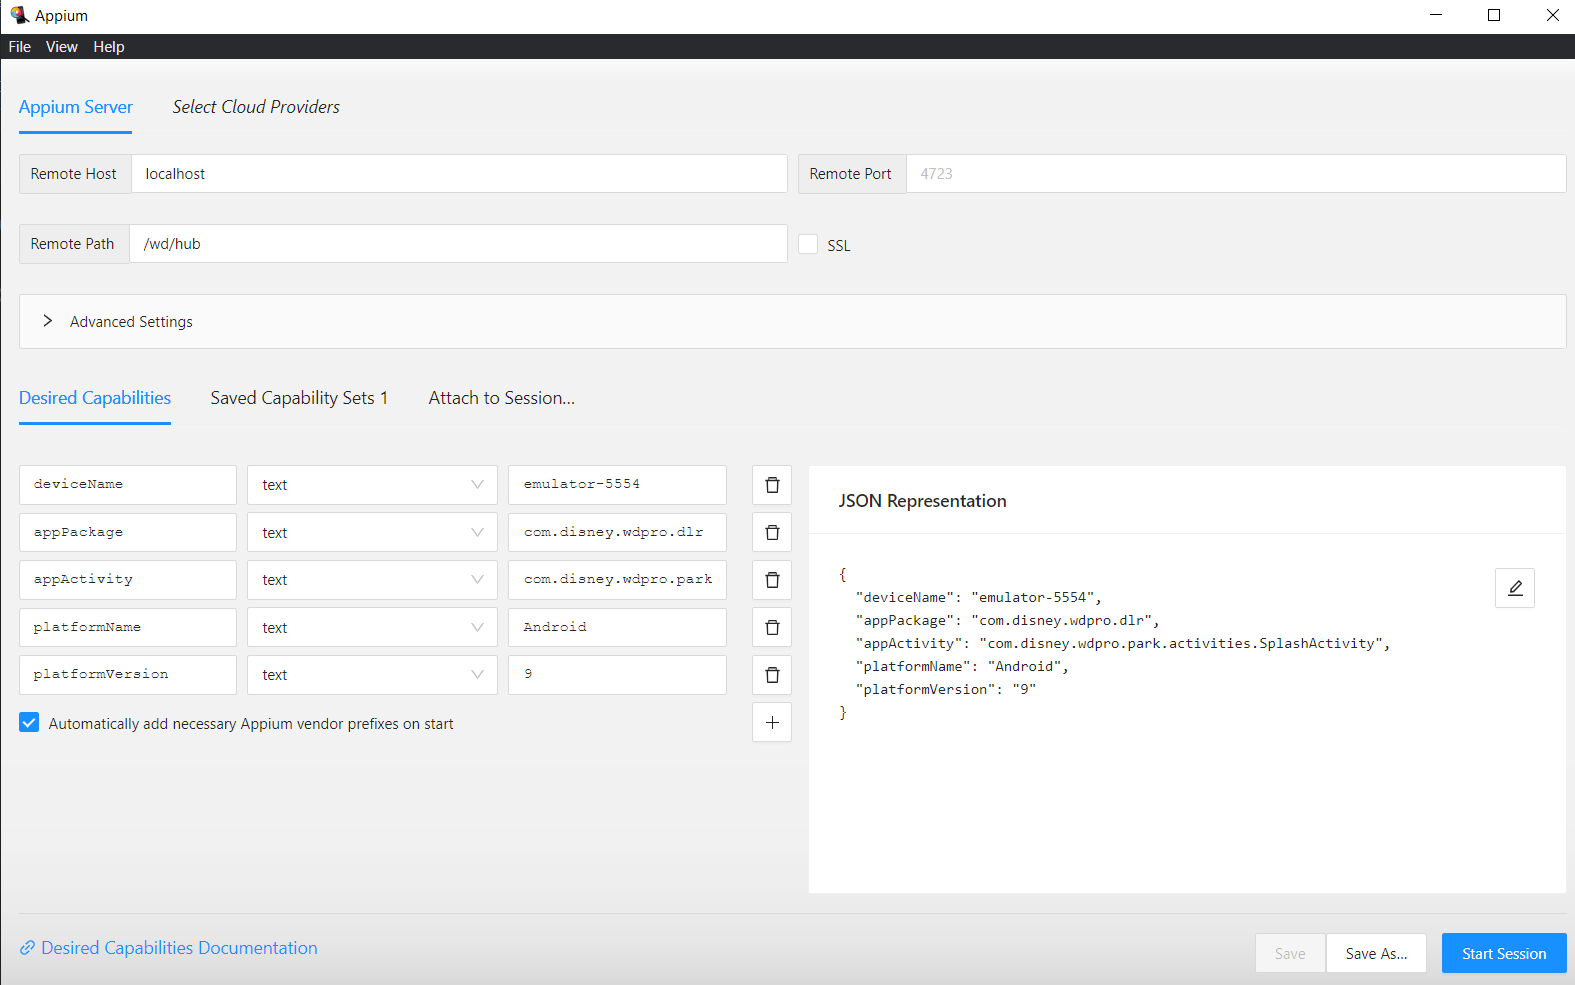 Appium
File View Help
Appium Server Select Cloud Providers
Remote Host localhost Remote Port 4723
Remote Path /wd/hub SSL
Advanced Settings
Desired Capabilities Saved Capability Sets 1 Attach to Session...
deviceName text emulator-5554
appPackage text com.disney.wdpro.dlr
appActivity text com.disney.wdpro.park
platformName text Android
platformVersion text 9
Automatically add necessary Appium vendor prefixes on start
JSON Representation
{
"deviceName": "emulator-5554",
"appPackage": "com.disney.wdpro.dlr",
"appActivity": "com.disney.wdpro.park.activities.SplashActivity",
"platformName": "Android",
"platformVersion": "9"
}
Desired Capabilities Documentation
Save Save As... Start Session